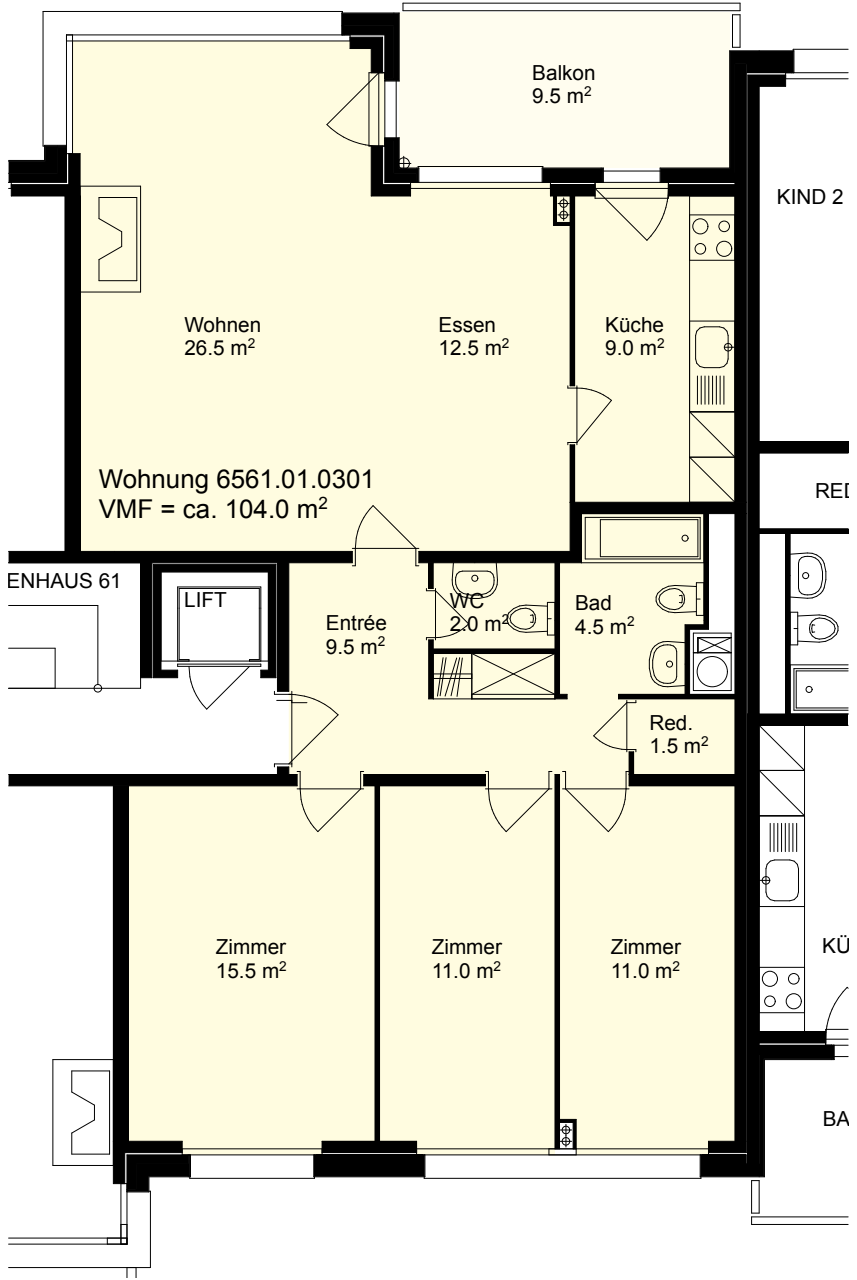 Balkon
9.5 m²
KIND 2
Wohnen
26.5 m²
Essen
12.5 m²
Küche
9.0 m²
Wohnung 6561.01.0301
VMF = ca. 104.0 m²
RED
ENHAUS 61
LIFT
Entrée
9.5 m²
WC
2.0 m²
Bad
4.5 m²
Red.
1.5 m²
Zimmer
15.5 m²
Zimmer
11.0 m²
Zimmer
11.0 m²
KÜ
BA